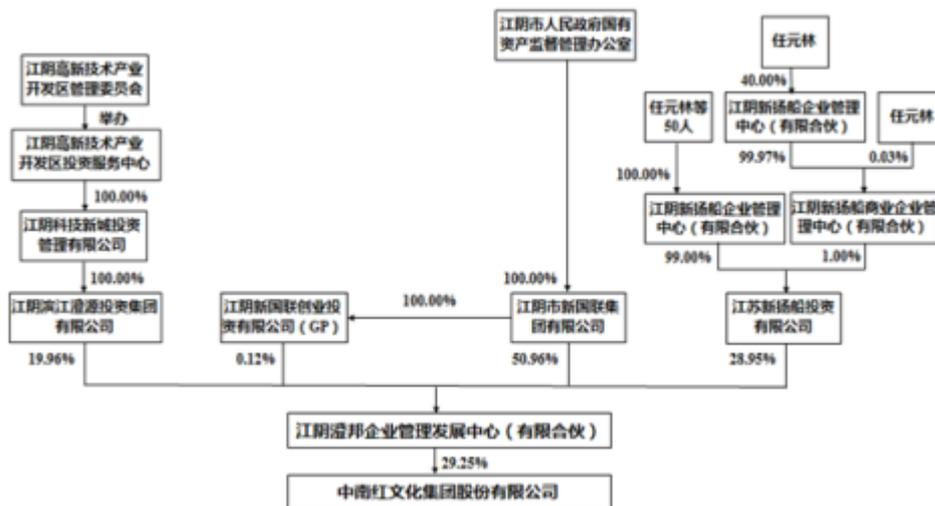 江阴市人民政府国有
资产监督管理办公室
任元林
江阴高新技术产业
开发区管理委员会
40.00%
任元林等
50人
江阴新扬船企业管理
中心（有限合伙）
任元林
举办
江阴高新技术产业
开发区投资服务中心
99.97%
0.03%
100.00%
100.00%
江阴科技新城投资
管理有限公司
江阴新扬船企业管理
中心（有限合伙）
江阴新扬船商业企业管
理中心（有限合伙）
100.00%
100.00%
99.00%
1.00%
江阴滨江澄源投资集团
有限公司
江阴新国联创业投
资有限公司（GP）
100.00%
江阴市新国联集
团有限公司
江苏新扬船投资
有限公司
19.96%
0.12%
50.96%
28.95%
江阴澄邦企业管理发展中心（有限合伙）
29.25%
中南红文化集团股份有限公司